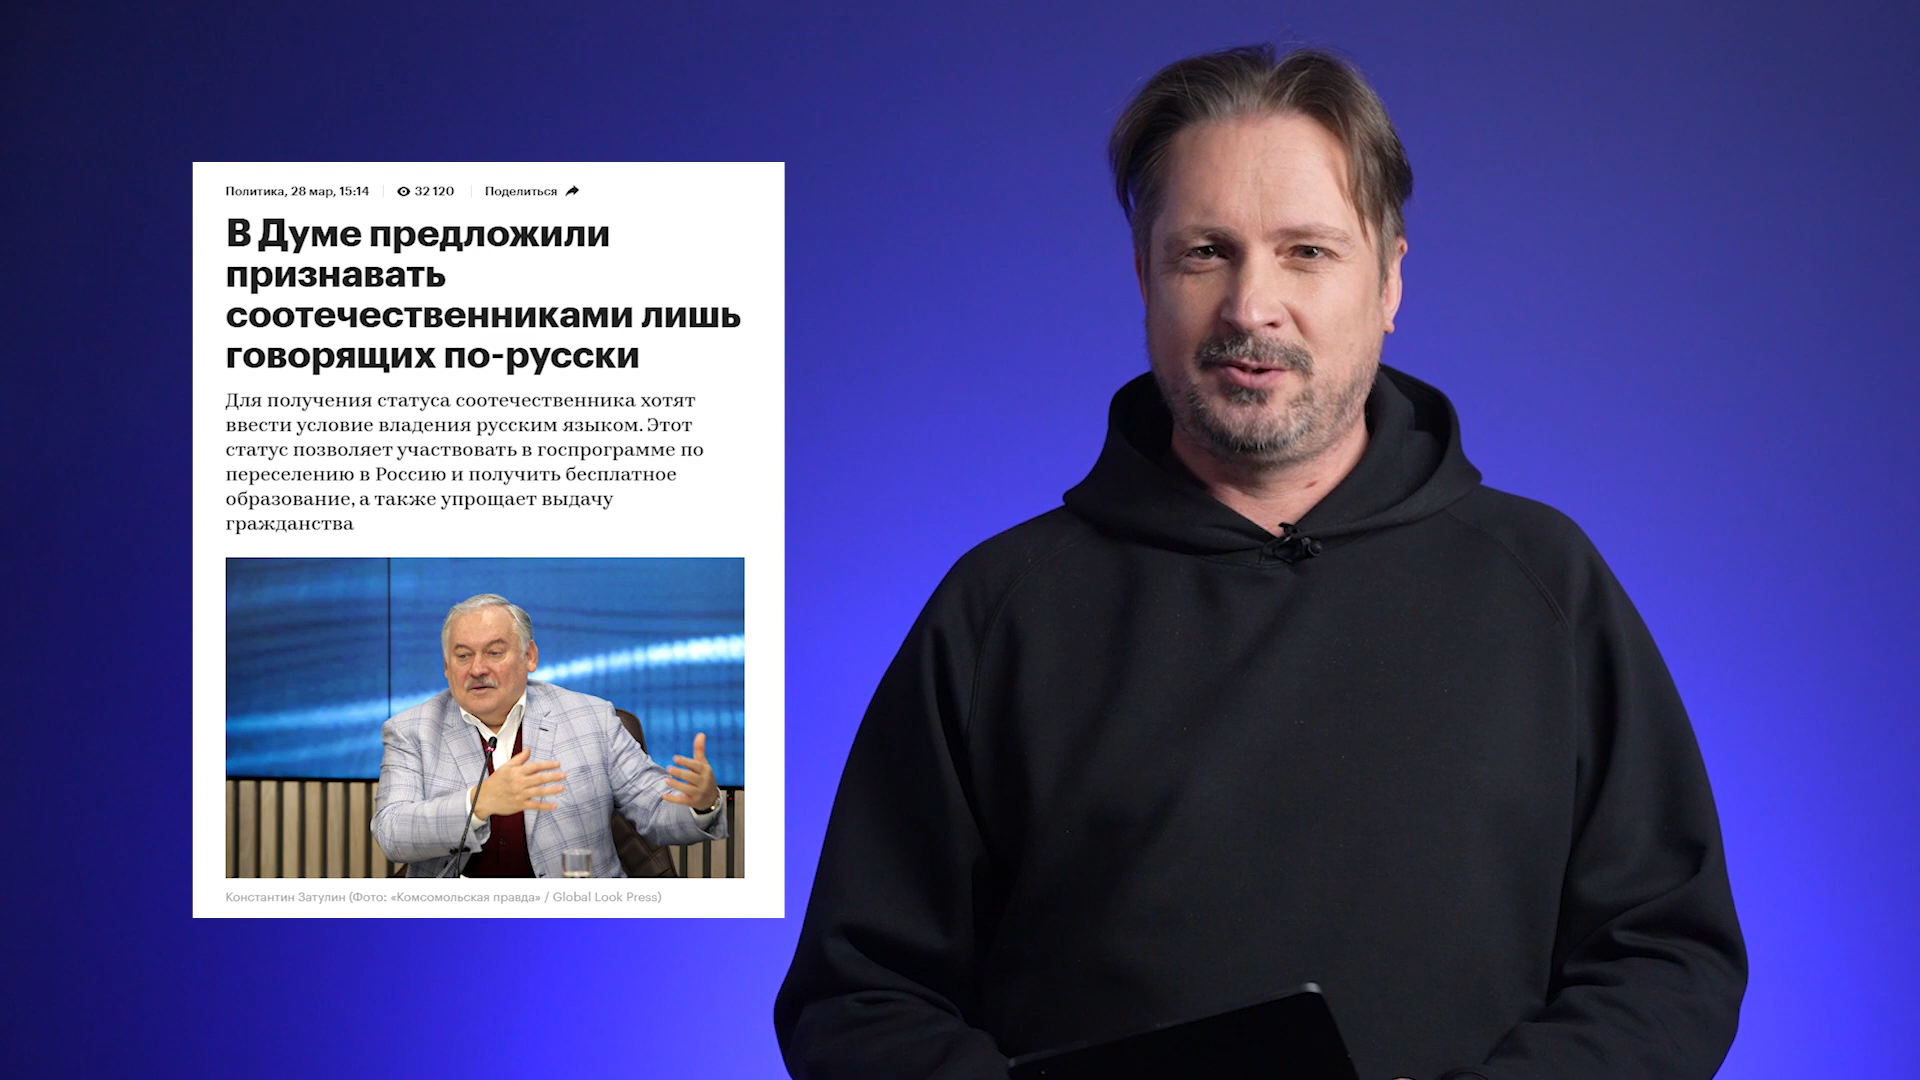 Политика, 28 мар, 15:14 32 120 Поделиться
В Думе предложили
признавать
соотечественниками лишь
говорящих по-русски
Для получения статуса соотечественника хотят
ввести условие владения русским языком. Этот
статус позволяет участвовать в госпрограмме по
переселению в Россию и получить бесплатное
образование, а также упрощает выдачу
гражданства
Константин Затулин (Фото: «Комсомольская правда» / Global Look Press)